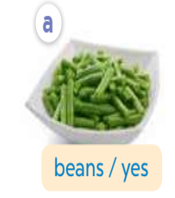 a
beans / yes